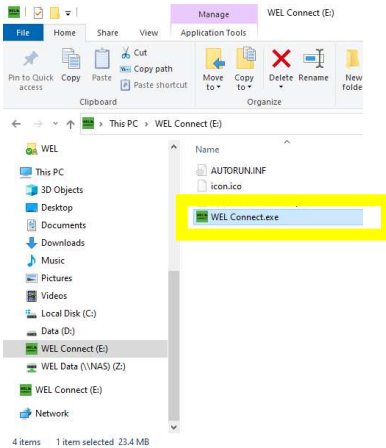 Manage
WEL Connect (E:)
File
Home
Share
View
Application Tools
Pin to Quick access
Copy
Paste
Cut
Copy path
Paste shortcut
Move to
Copy to
Delete
Rename
New folde
Clipboard
Organize
This PC > WEL Connect (E:)
WEL
This PC
3D Objects
Desktop
Documents
Downloads
Music
Pictures
Videos
Local Disk (C:)
Data (D:)
WEL Connect (E:)
WEL Data (\\NAS) (Z:)
WEL Connect (E:)
Network
Name
AUTORUN.INF
icon.ico
WEL Connect.exe
4 items
1 item selected 23.4 MB